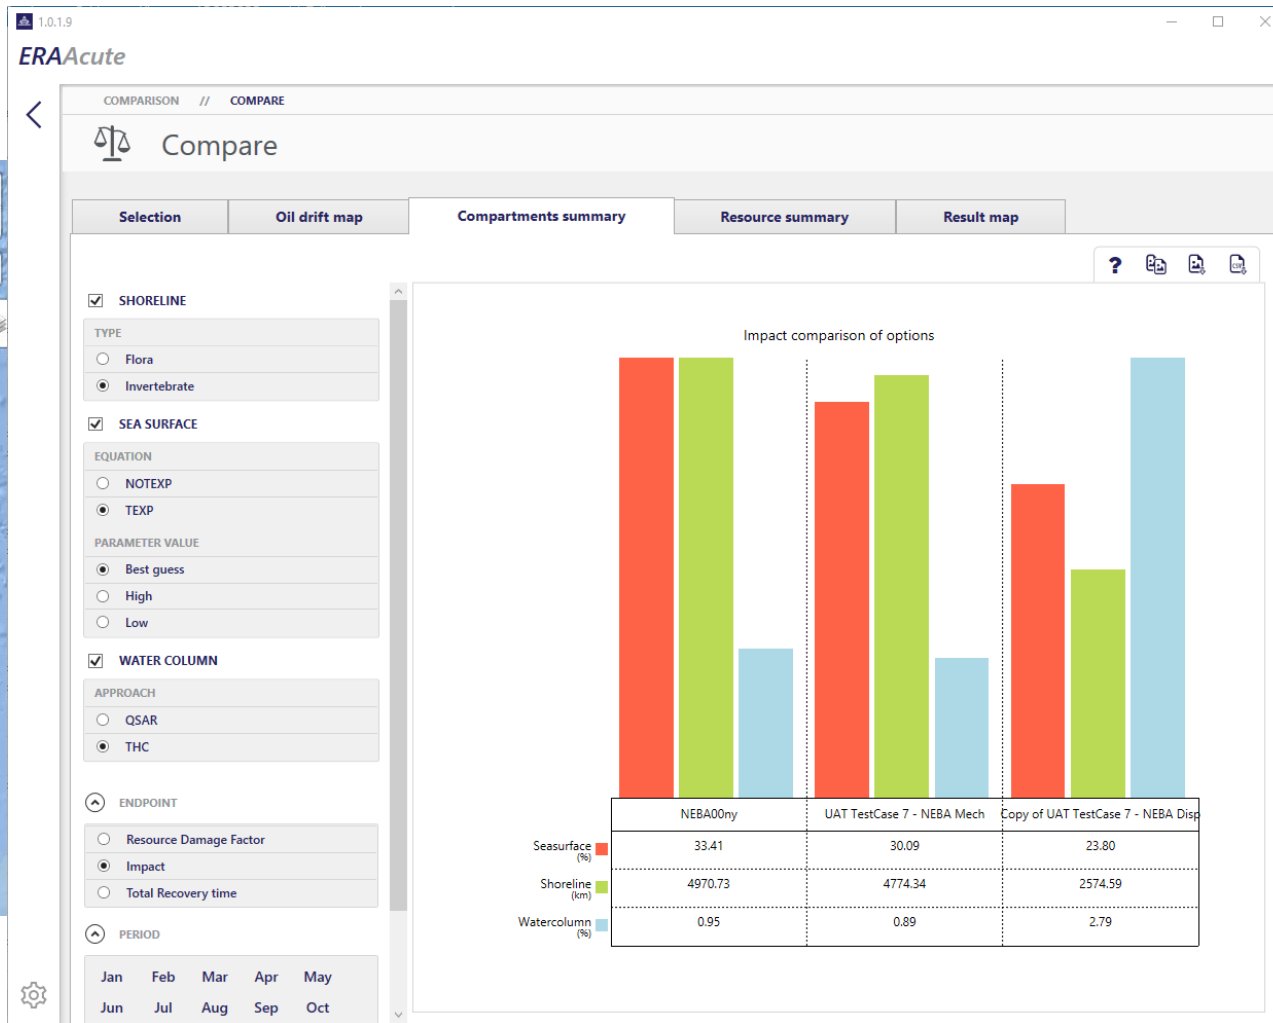 1.0.1.9
ERAAcute
COMPARISON // COMPARE
Compare
Selection Oil drift map Compartments summary Resource summary Result map
?
CSV
SHORELINE
TYPE
Flora
Invertebrate
SEA SURFACE
EQUATION
NOTEXP
TEXP
PARAMETER VALUE
Best guess
High
Low
WATER COLUMN
APPROACH
QSAR
THC
ENDPOINT
Resource Damage Factor
Impact
Total Recovery time
PERIOD
Jan Feb Mar Apr May
Jun Jul Aug Sep Oct
Impact comparison of options
NEBA00ny UAT TestCase 7 - NEBA Mech Copy of UAT TestCase 7 - NEBA Disp
Seasurface (%) 33.41 30.09 23.80
Shoreline (km) 4970.73 4774.34 2574.59
Watercolumn (%) 0.95 0.89 2.79